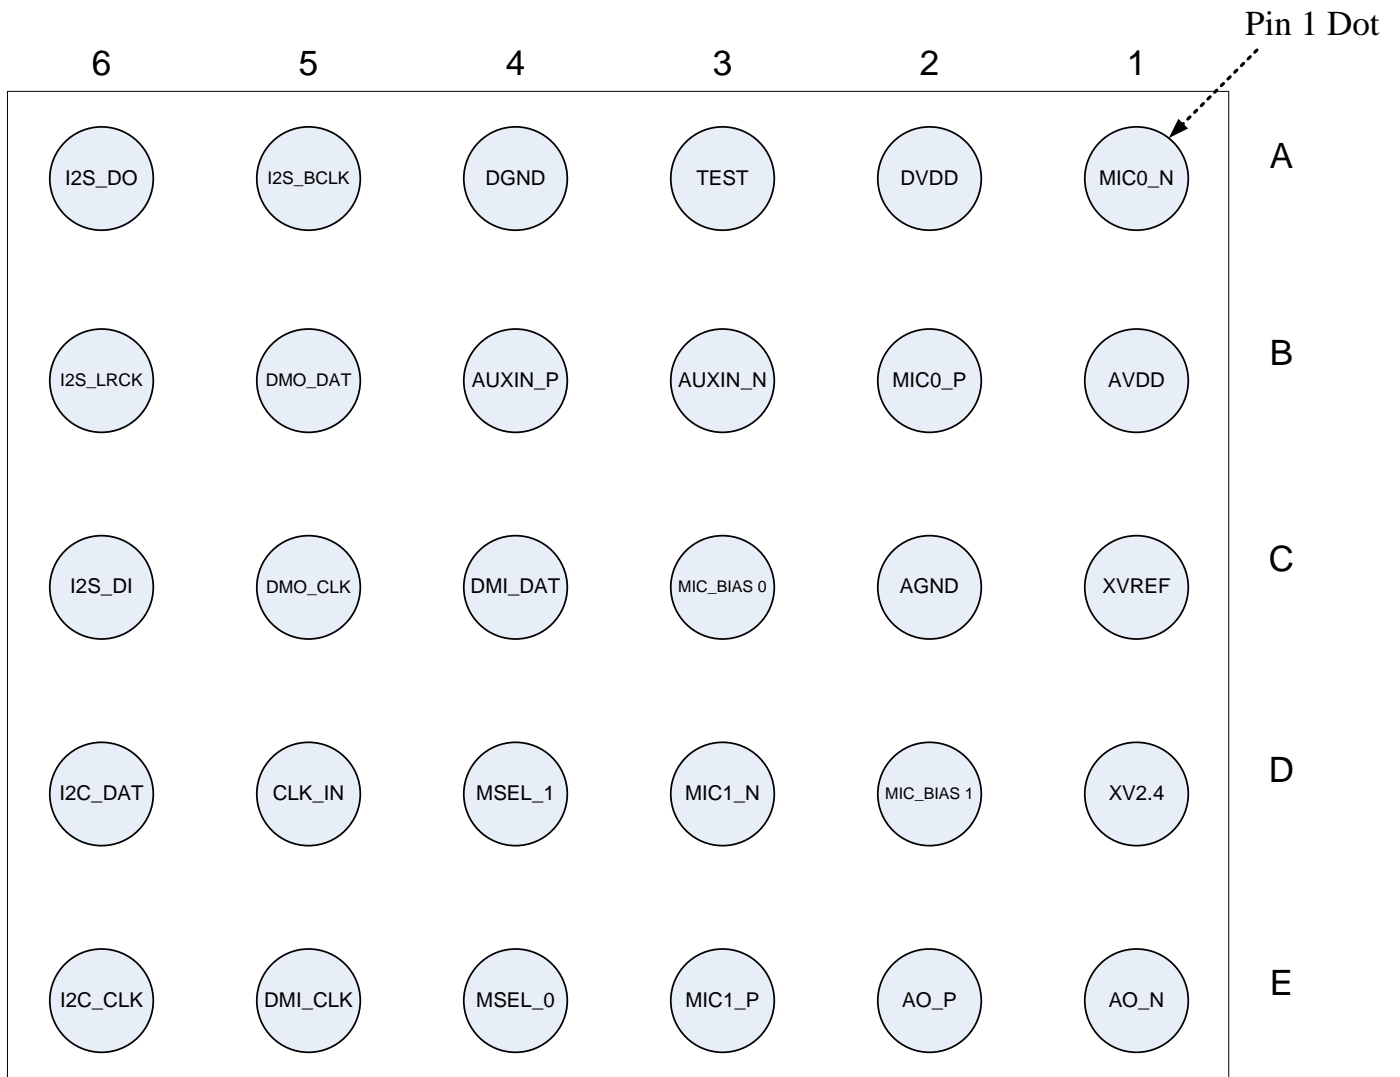 Pin 1 Dot
6 5 4 3 2 1
I2S_DO I2S_BCLK DGND TEST DVDD MIC0_N A
I2S_LRCK DMO_DAT AUXIN_P AUXIN_N MIC0_P AVDD B
I2S_DI DMO_CLK DMI_DAT MIC_BIAS 0 AGND XVREF C
I2C_DAT CLK_IN MSEL_1 MIC1_N MIC_BIAS 1 XV2.4 D
I2C_CLK DMI_CLK MSEL_0 MIC1_P AO_P AO_N E